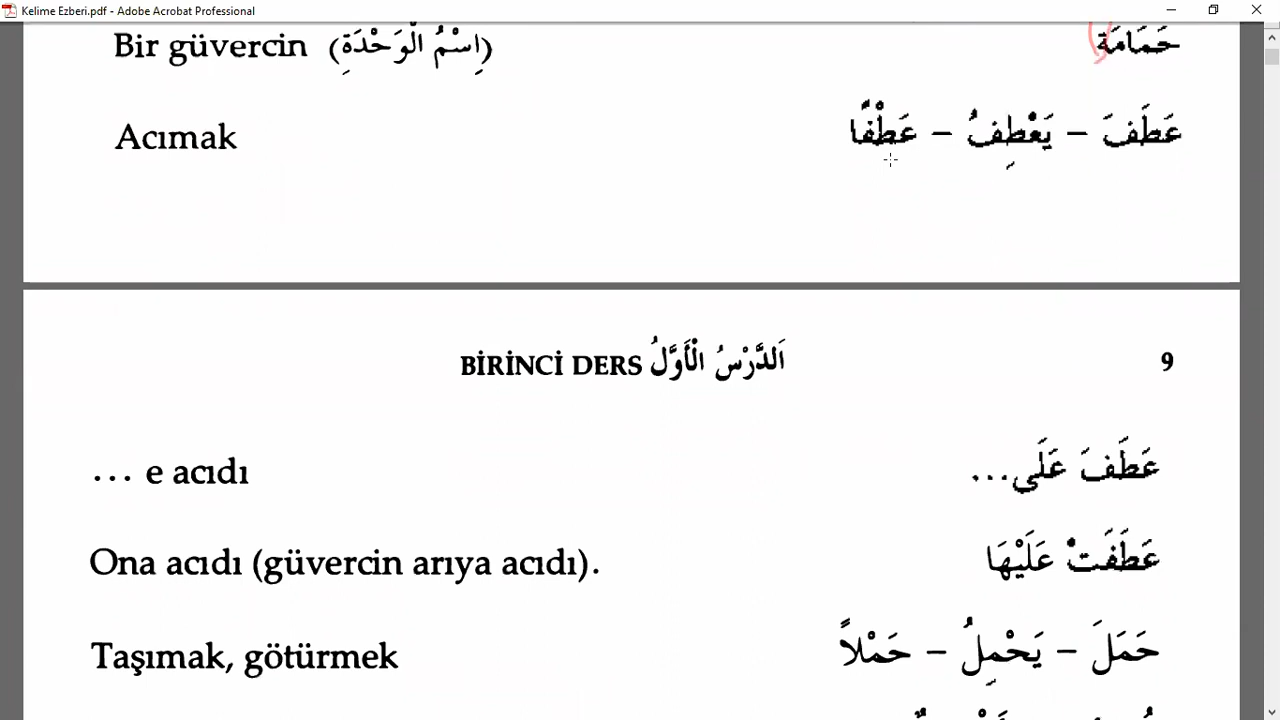 Kelime Ezberi.pdf - Adobe Acrobat Professional
Bir güvercin (اِسْمُ الْوَحْدَةِ) حَمَامَة
Acımak عَطَفَ – يَعْطِفُ – عَطْفًا
BİRİNCİ DERS اَلدَّرْسُ الْأَوَّلُ 9
… e acıdı عَطَفَ عَلَى...
Ona acıdı (güvercin arıya acıdı). عَطَفَتْ عَلَيْهَا
Taşımak, götürmek حَمَلَ – يَحْمِلُ – حَمْلاً